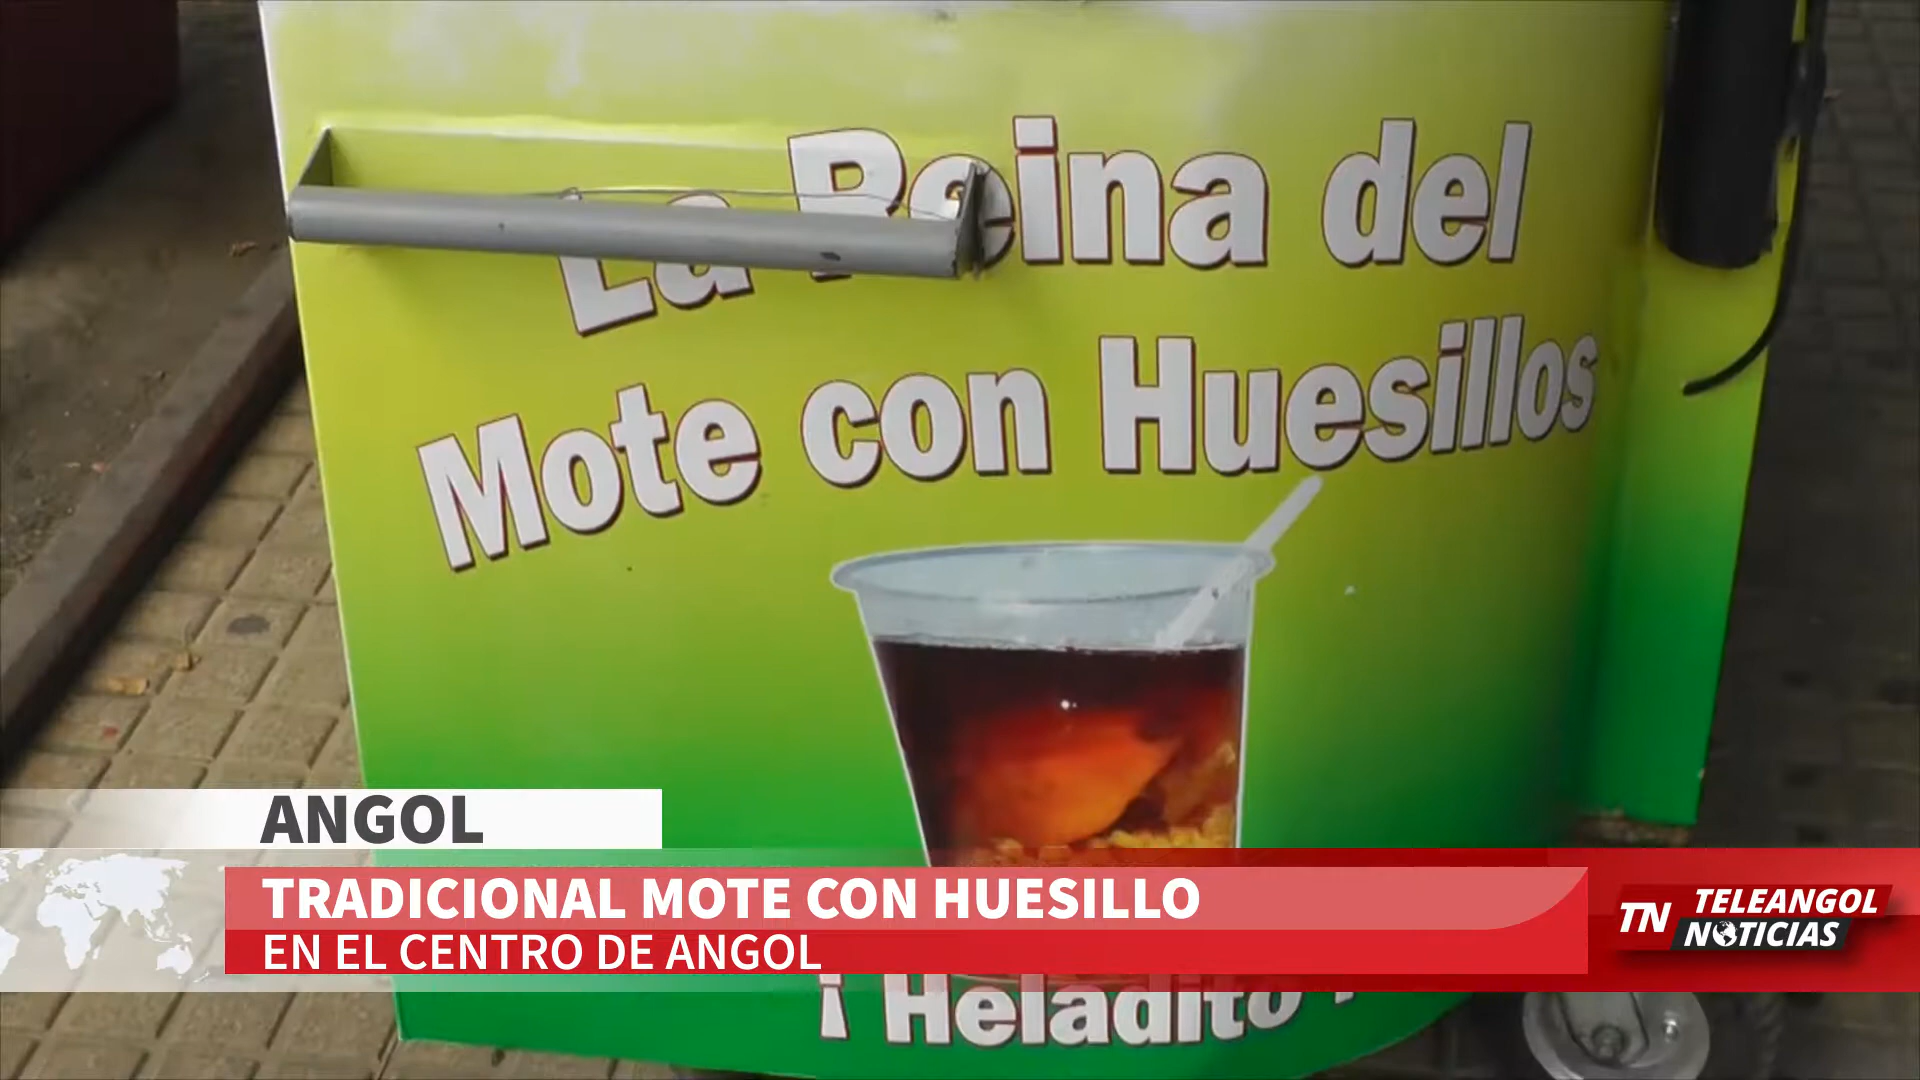 La Reina del
Mote con Huesillos
ANGOL
TRADICIONAL MOTE CON HUESILLO
EN EL CENTRO DE ANGOL
TN TELEANGOL
NOTICIAS
¡ Heladito !